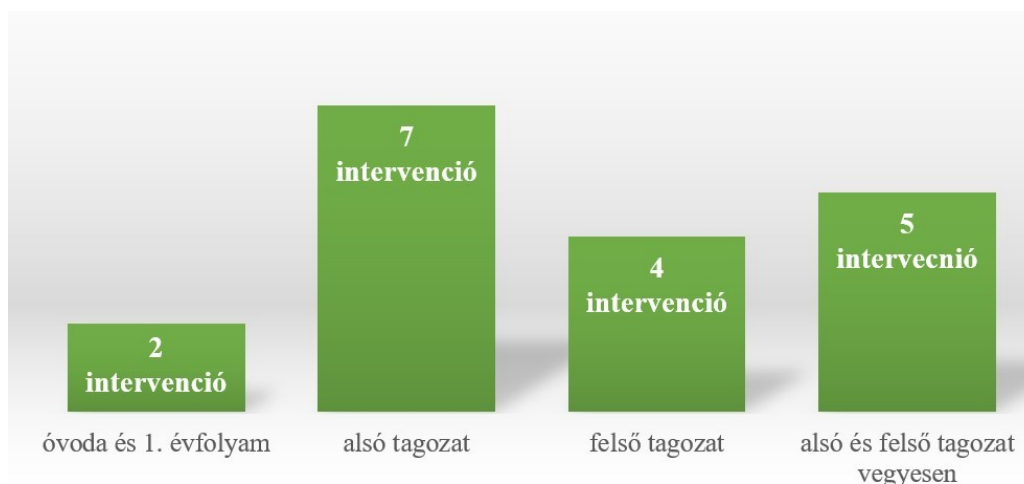 7
intervenció
5
intervecnió
4
intervenció
2
intervenció
óvoda és 1. évfolyam
alsó tagozat
felső tagozat
alsó és felső tagozat
vegyesen